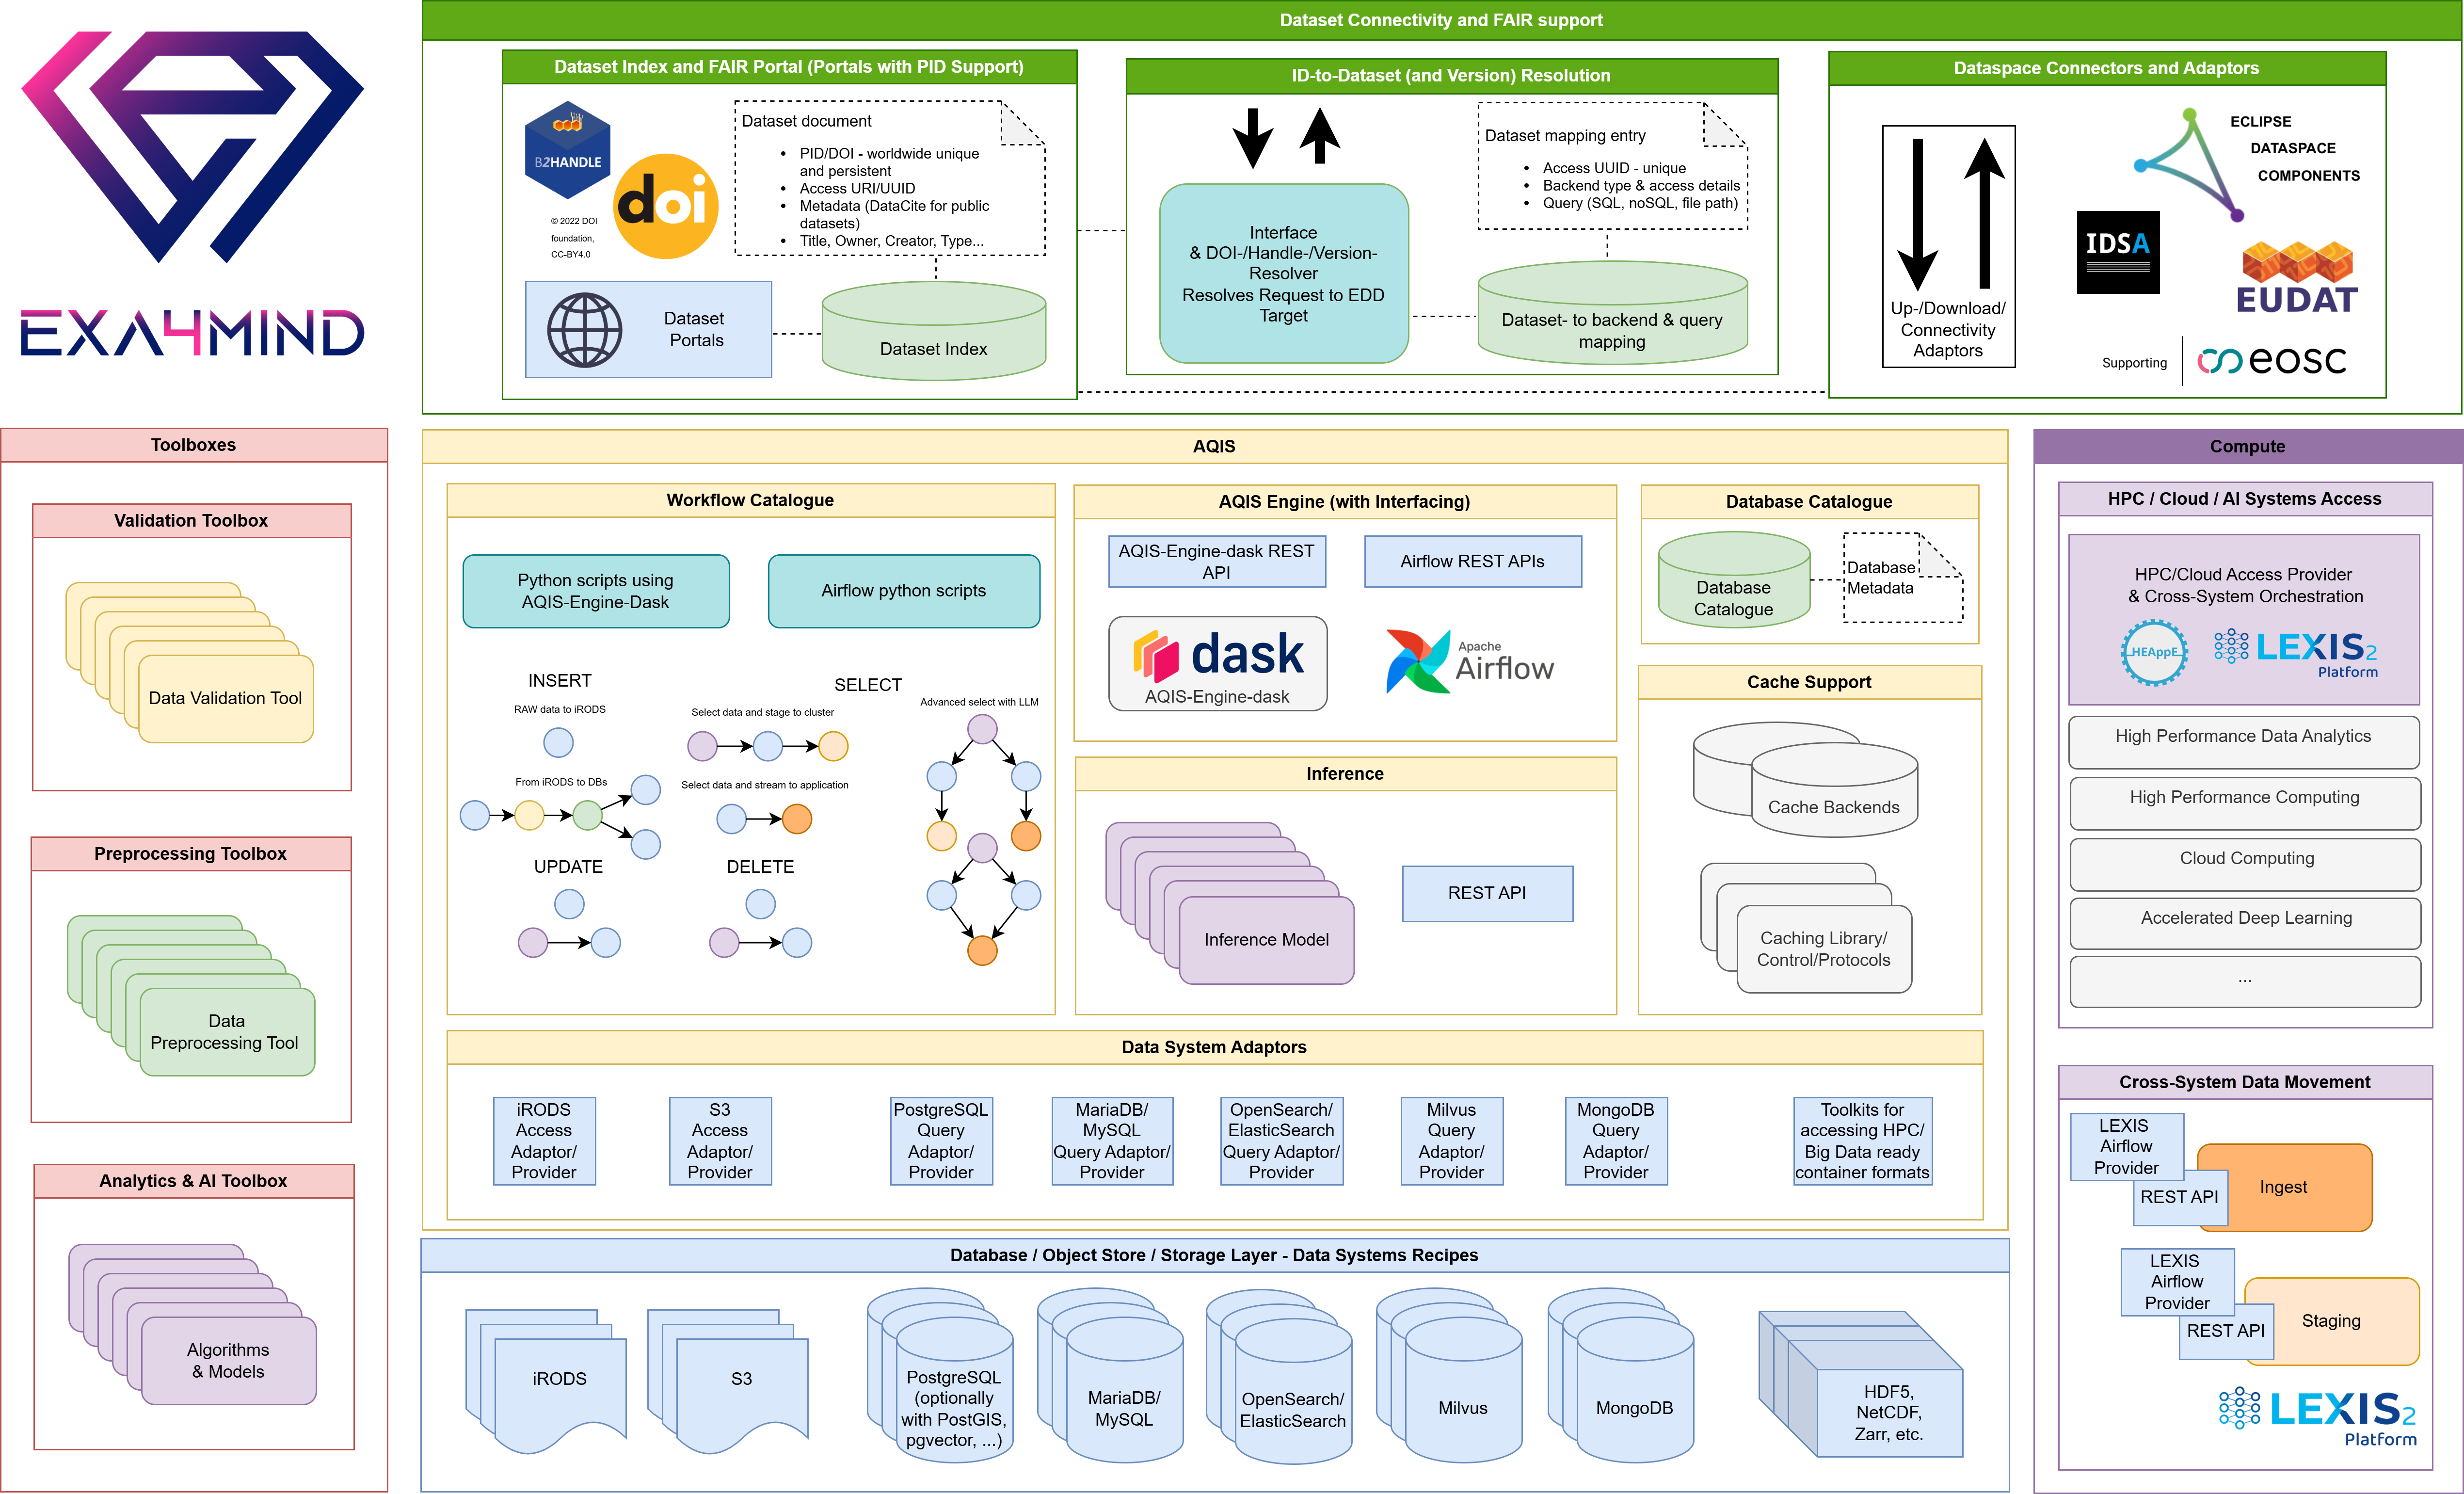 EXA4MIND
Dataset Connectivity and FAIR support
Dataset Index and FAIR Portal (Portals with PID Support)
B2HANDLE
doi
© 2022 DOI
foundation,
CC-BY4.0
Dataset document
• PID/DOI - worldwide unique
and persistent
• Access URI/UUID
• Metadata (DataCite for public
datasets)
• Title, Owner, Creator, Type...
Dataset
Portals
Dataset Index
ID-to-Dataset (and Version) Resolution
Interface
& DOI-/Handle-/Version-
Resolver
Resolves Request to EDD
Target
Dataset mapping entry
• Access UUID - unique
• Backend type & access details
• Query (SQL, noSQL, file path)
Dataset- to backend & query
mapping
Dataspace Connectors and Adaptors
Up-/Download/
Connectivity
Adaptors
ECLIPSE
DATASPACE
COMPONENTS
IDSA
EUDAT
Supporting
eosc
Toolboxes
Validation Toolbox
Data Validation Tool
Preprocessing Toolbox
Data
Preprocessing Tool
Analytics & AI Toolbox
Algorithms
& Models
AQIS
Workflow Catalogue
Python scripts using
AQIS-Engine-Dask
Airflow python scripts
INSERT
RAW data to iRODS
From iRODS to DBs
SELECT
Select data and stage to cluster
Select data and stream to application
Advanced select with LLM
UPDATE
DELETE
AQIS Engine (with Interfacing)
AQIS-Engine-dask REST
API
Airflow REST APIs
dask
AQIS-Engine-dask
Apache
Airflow
Inference
Inference Model
REST API
Database Catalogue
Database
Catalogue
Database
Metadata
Cache Support
Cache Backends
Caching Library/
Control/Protocols
Data System Adaptors
iRODS
Access
Adaptor/
Provider
S3
Access
Adaptor/
Provider
PostgreSQL
Query
Adaptor/
Provider
MariaDB/
MySQL
Query Adaptor/
Provider
OpenSearch/
ElasticSearch
Query Adaptor/
Provider
Milvus
Query
Adaptor/
Provider
MongoDB
Query
Adaptor/
Provider
Toolkits for
accessing HPC/
Big Data ready
container formats
Database / Object Store / Storage Layer - Data Systems Recipes
iRODS
S3
PostgreSQL
(optionally
with PostGIS,
pgvector, ...)
MariaDB/
MySQL
OpenSearch/
ElasticSearch
Milvus
MongoDB
HDF5,
NetCDF,
Zarr, etc.
Compute
HPC / Cloud / AI Systems Access
HPC/Cloud Access Provider
& Cross-System Orchestration
HEAppE
LEXIS 2
Platform
High Performance Data Analytics
High Performance Computing
Cloud Computing
Accelerated Deep Learning
...
Cross-System Data Movement
LEXIS
Airflow
Provider
REST API
Ingest
LEXIS
Airflow
Provider
REST API
Staging
LEXIS 2
Platform